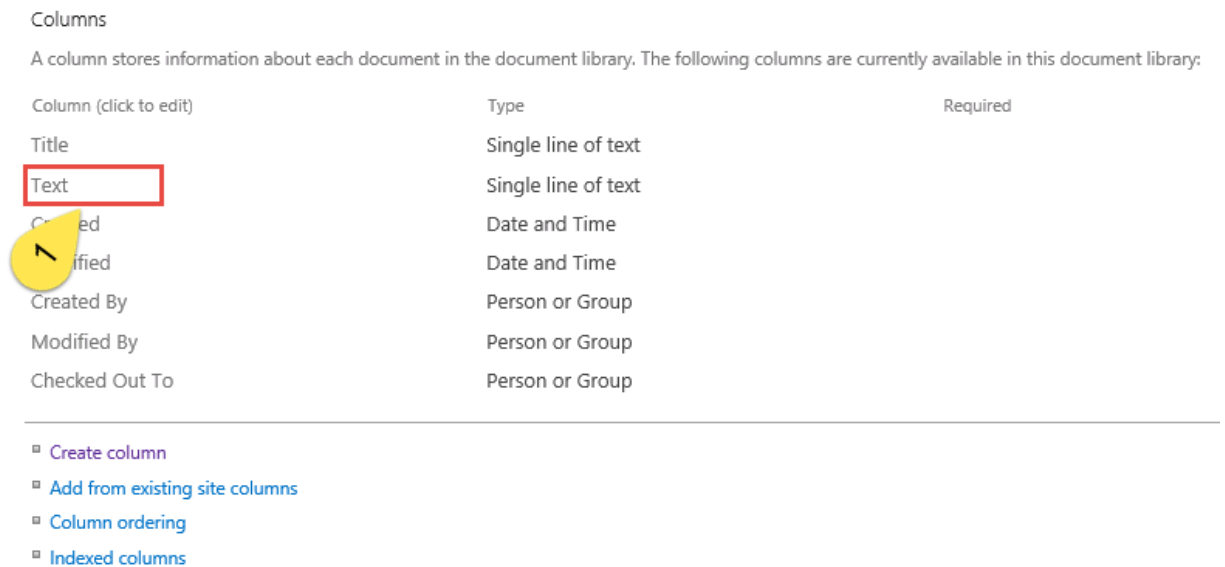 Columns
A column stores information about each document in the document library. The following columns are currently available in this document library:
Column (click to edit) Type Required
Title Single line of text
Text Single line of text
Date and Time
1
Date and Time
Created By Person or Group
Modified By Person or Group
Checked Out To Person or Group
Create column
Add from existing site columns
Column ordering
Indexed columns